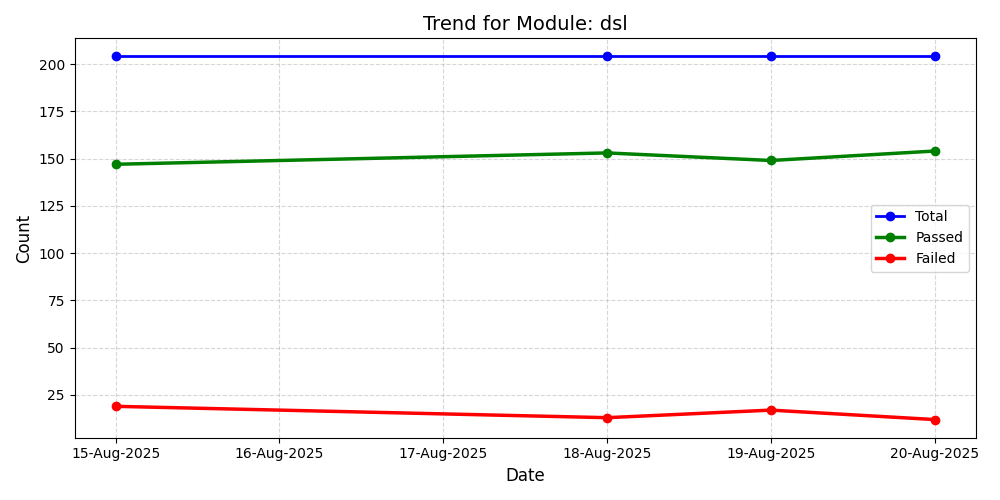 Trend for Module: dsl
Count
200
175
150
125
100
75
50
25
Total
Passed
Failed
15-Aug-2025 16-Aug-2025 17-Aug-2025 18-Aug-2025 19-Aug-2025 20-Aug-2025
Date